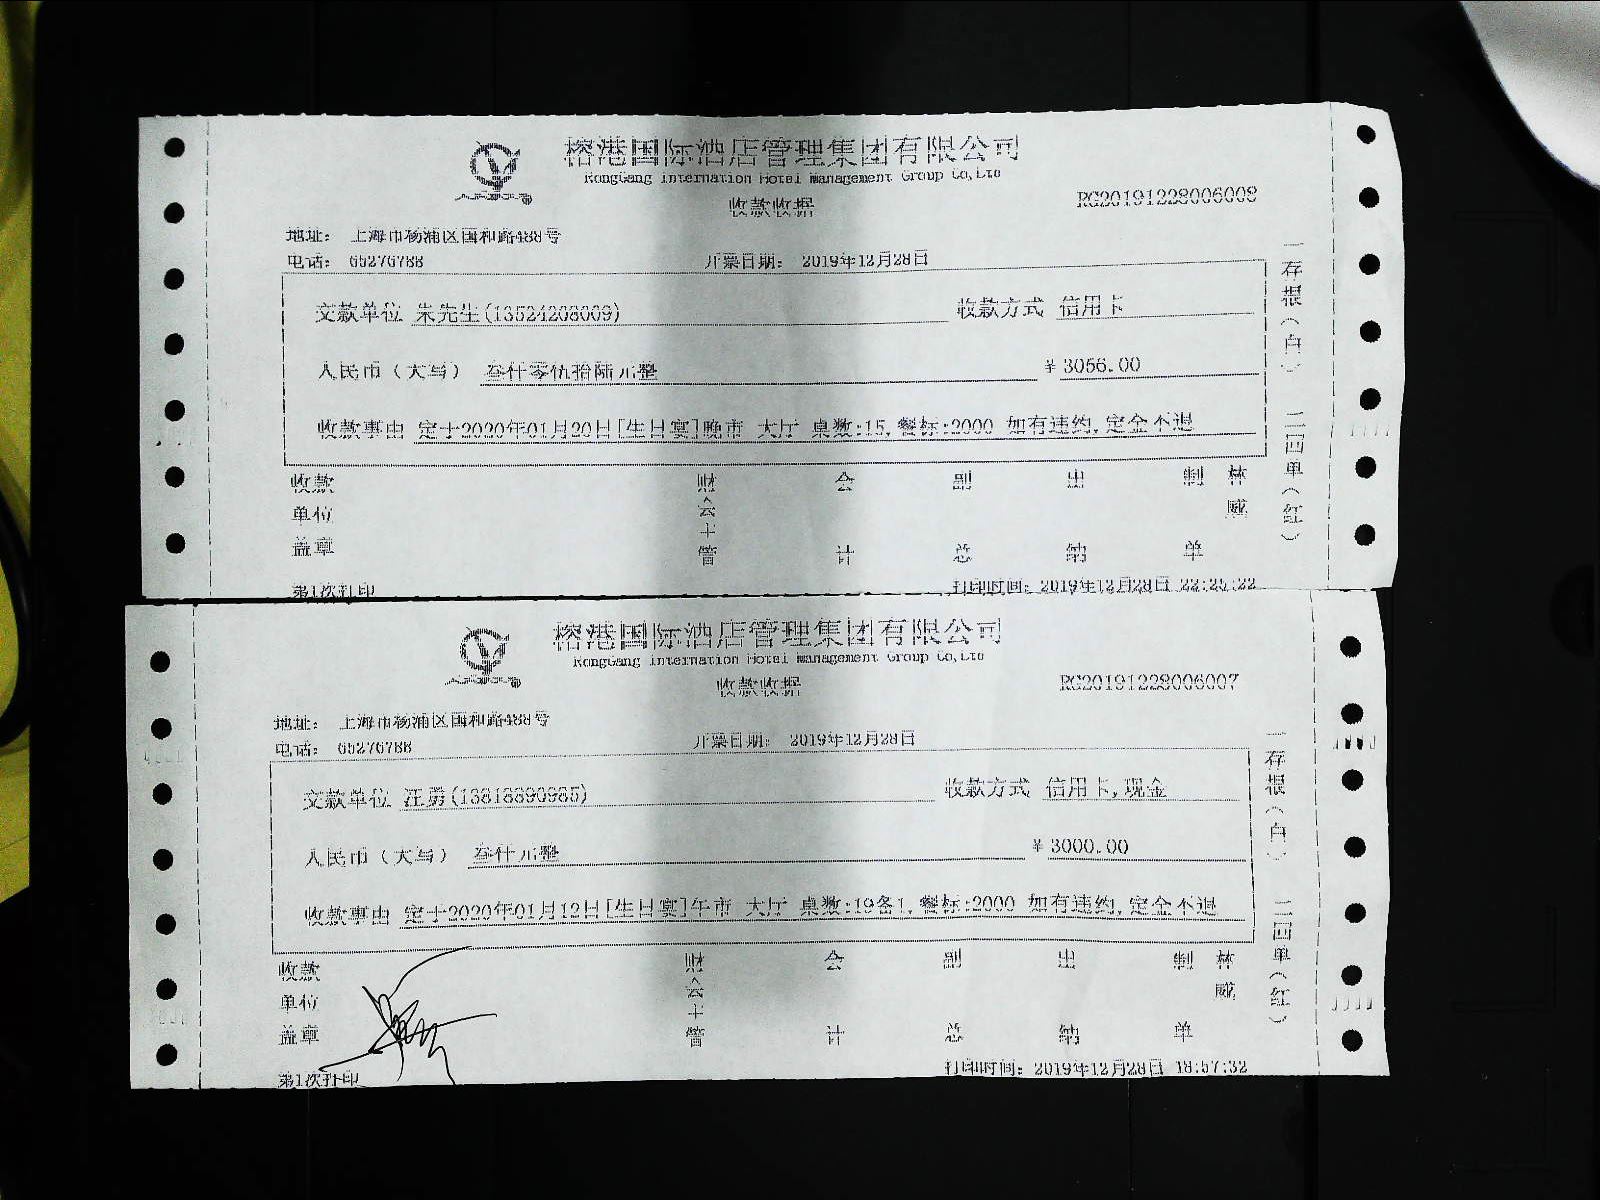 榕港国际酒店管理集团有限公司
RongGang Internation Hotel Management Group Co,Ltd
收款收据
RG20191228006008
地址： 上海市杨浦区国和路488号
电话： 65276788 开票日期： 2019年12月28日
交款单位 朱先生(13524208009) 收款方式 信用卡
人民币（大写） 叁仟零伍拾陆元整 ¥3056.00
收款事由 定于2020年01月20日[生日宴]晚市 大厅 桌数:15,餐标:2000 如有违约,定金不退
收款单位盖章 财会主管 会计 副总 出纳 制单 林威
一存根（白） 二四单（红）
第1次打印 打印时间：2019年12月28日 22:25:22
榕港国际酒店管理集团有限公司
RongGang Internation Hotel Management Group Co,Ltd
收款收据
RG20191228006007
地址： 上海市杨浦区国和路488号
电话： 65276788 开票日期： 2019年12月28日
交款单位 汪勇(13818890985) 收款方式 信用卡,现金
人民币（大写） 叁仟元整 ¥3000.00
收款事由 定于2020年01月12日[生日宴]午市 大厅 桌数:19备1,餐标:2000 如有违约,定金不退
收款单位盖章 财会主管 会计 副总 出纳 制单 林威
一存根（白） 二四单（红）
第1次打印 打印时间：2019年12月28日 18:57:32